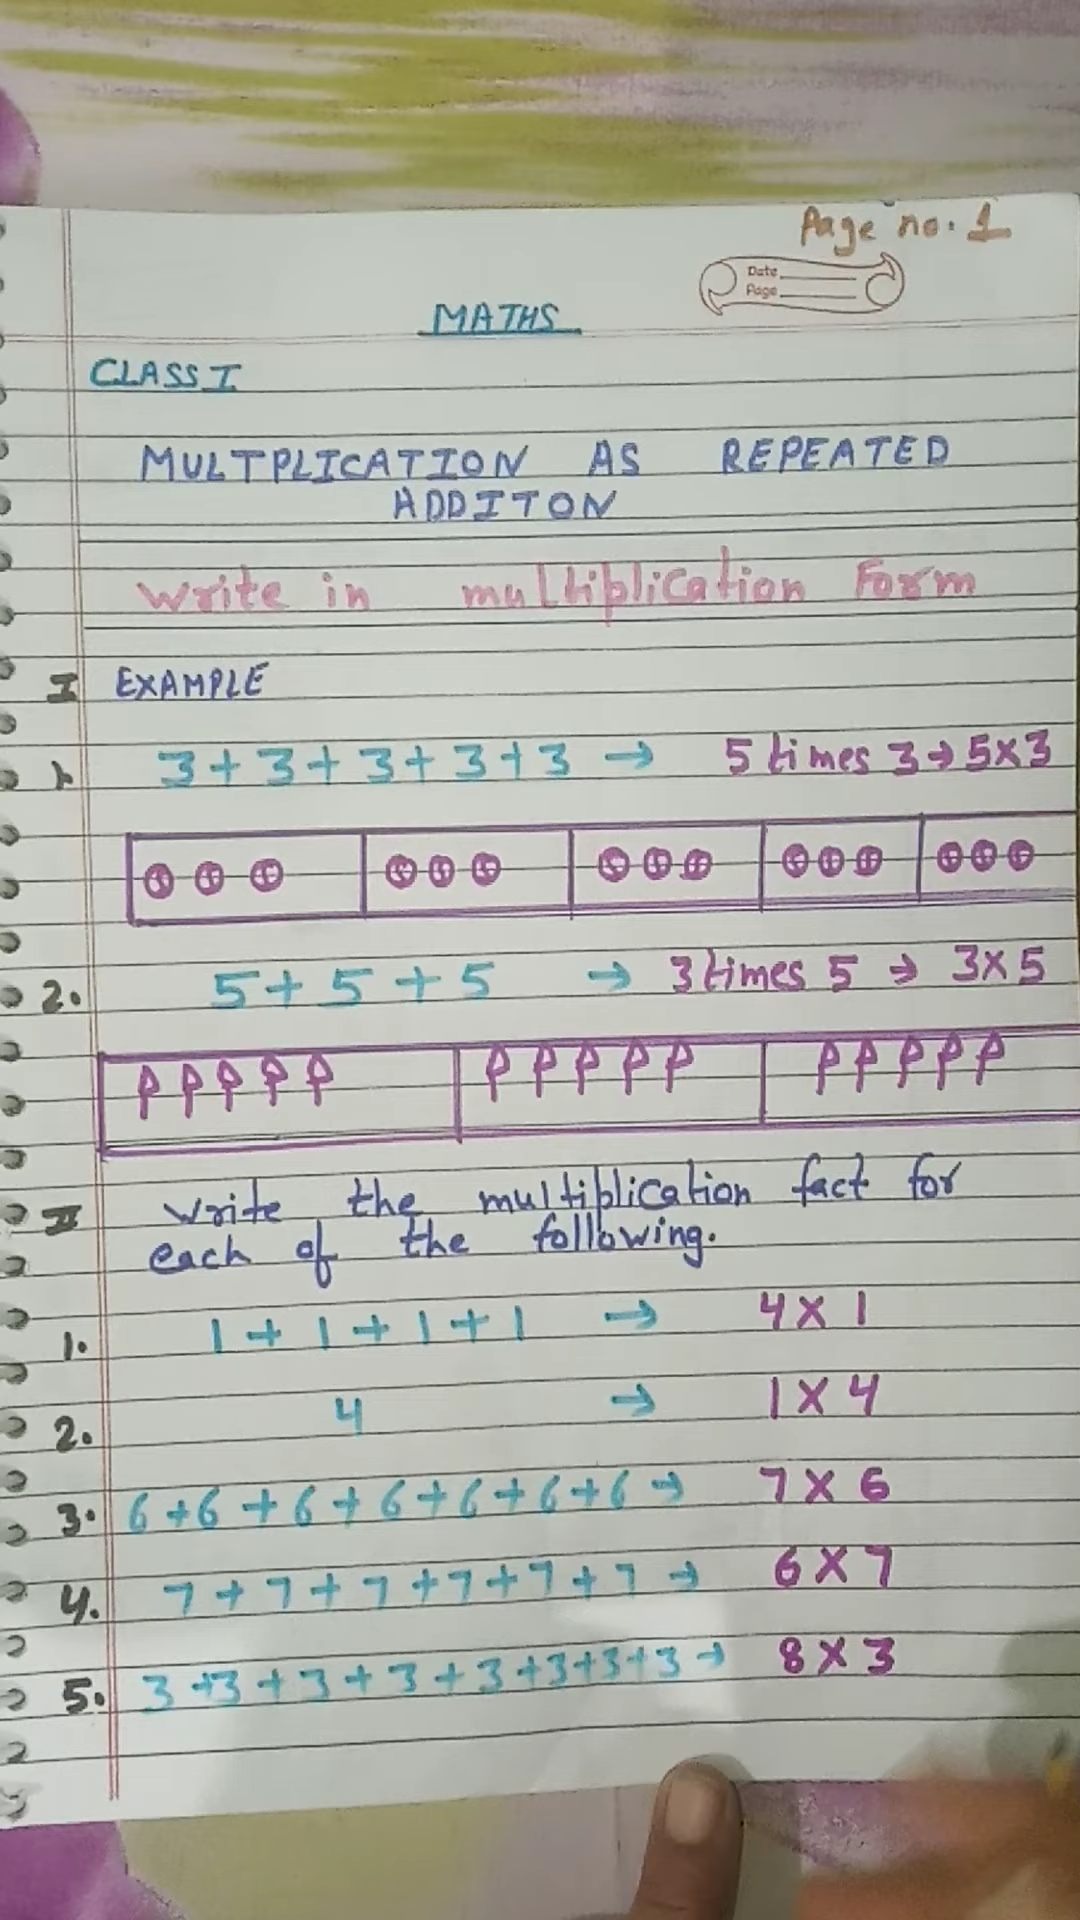 Page no. 1
Date
Page
MATHS
CLASS I
MULTPLICATION AS REPEATED
ADDITON
Write in multiplication Form
I EXAMPLE
1. 3 + 3 + 3 + 3 + 3 → 5 times 3 → 5×3
2. 5 + 5 + 5 → 3 times 5 → 3×5
II Write the multiplication fact for
each of the following.
1. 1 + 1 + 1 + 1 → 4 × 1
2. 4 → 1 × 4
3. 6 + 6 + 6 + 6 + 6 + 6 + 6 → 7 × 6
4. 7 + 7 + 7 + 7 + 7 + 7 → 6 × 7
5. 3 + 3 + 3 + 3 + 3 + 3 + 3 + 3 → 8 × 3